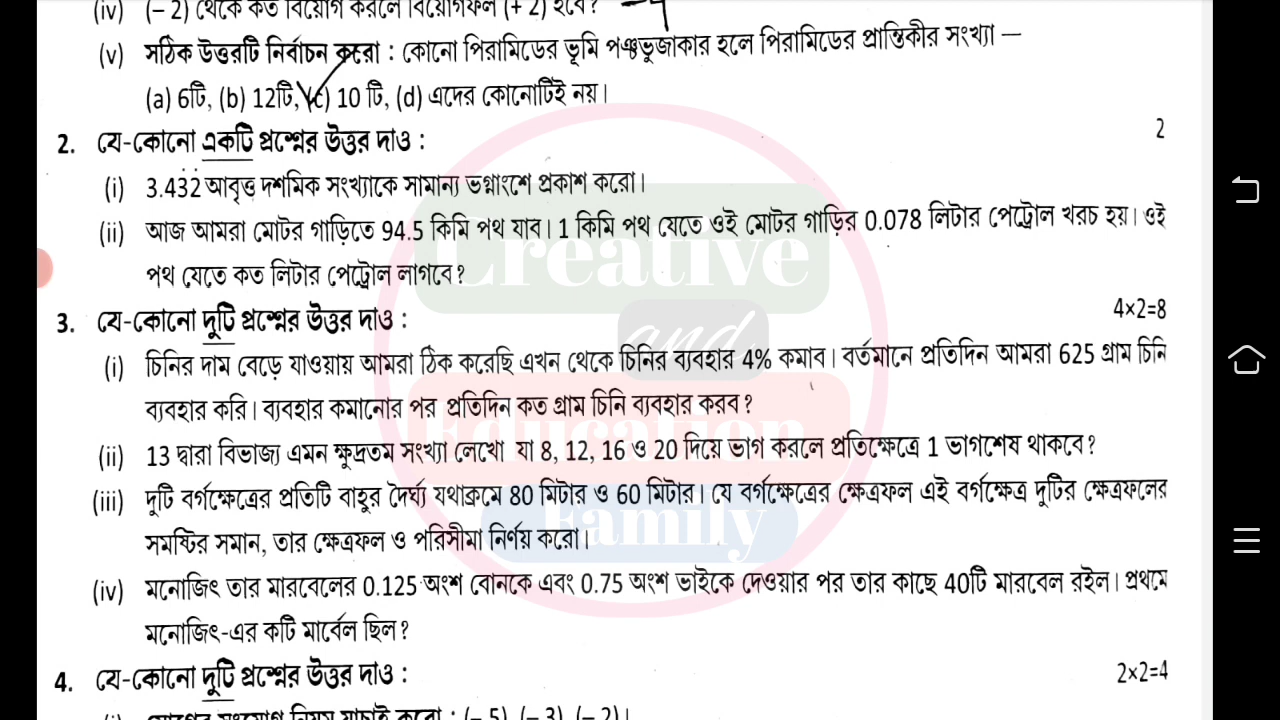 (iv) (– 2) থেকে কত বিয়োগ করলে বিয়োগফল (+ 2) হবে? –4
(v) সঠিক উত্তরটি নির্বাচন করো : কোনো পিরামিডের ভূমি পঞ্চভুজাকার হলে পিরামিডের প্রান্তিকীর সংখ্যা —
(a) 6টি, (b) 12টি, (c) 10 টি, (d) এদের কোনোটিই নয়।
2. যে-কোনো একটি প্রশ্নের উত্তর দাও : 2
(i) 3.43̇2̇ আবৃত্ত দশমিক সংখ্যাকে সামান্য ভগ্নাংশে প্রকাশ করো।
(ii) আজ আমরা মোটর গাড়িতে 94.5 কিমি পথ যাব। 1 কিমি পথ যেতে ওই মোটর গাড়ির 0.078 লিটার পেট্রোল খরচ হয়। ওই
পথ যেতে কত লিটার পেট্রোল লাগবে?
3. যে-কোনো দুটি প্রশ্নের উত্তর দাও : 4×2=8
(i) চিনির দাম বেড়ে যাওয়ায় আমরা ঠিক করেছি এখন থেকে চিনির ব্যবহার 4% কমাব। বর্তমানে প্রতিদিন আমরা 625 গ্রাম চিনি
ব্যবহার করি। ব্যবহার কমানোর পর প্রতিদিন কত গ্রাম চিনি ব্যবহার করব?
(ii) 13 দ্বারা বিভাজ্য এমন ক্ষুদ্রতম সংখ্যা লেখো যা 8, 12, 16 ও 20 দিয়ে ভাগ করলে প্রতিক্ষেত্রে 1 ভাগশেষ থাকবে?
(iii) দুটি বর্গক্ষেত্রের প্রতিটি বাহুর দৈর্ঘ্য যথাক্রমে 80 মিটার ও 60 মিটার। যে বর্গক্ষেত্রের ক্ষেত্রফল এই বর্গক্ষেত্র দুটির ক্ষেত্রফলের
সমষ্টির সমান, তার ক্ষেত্রফল ও পরিসীমা নির্ণয় করো।
(iv) মনোজিৎ তার মারবেলের 0.125 অংশ বোনকে এবং 0.75 অংশ ভাইকে দেওয়ার পর তার কাছে 40টি মারবেল রইল। প্রথমে
মনোজিৎ-এর কটি মার্বেল ছিল?
4. যে-কোনো দুটি প্রশ্নের উত্তর দাও : 2×2=4
(i) যোগের সংযোগ নিয়ম যাচাই করো : (– 5), (– 3), (– 2)।
Creative
and
Education
Family